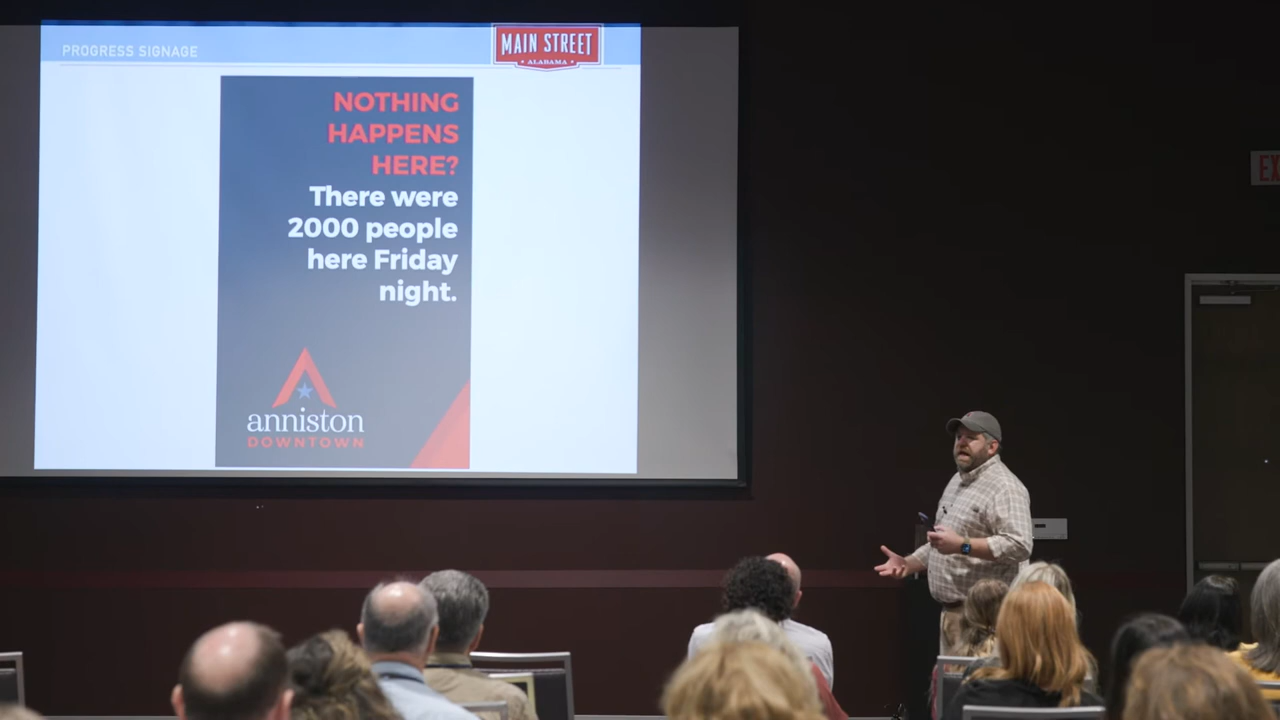 PROGRESS SIGNAGE
MAIN STREET
ALABAMA
NOTHING
HAPPENS
HERE?
There were
2000 people
here Friday
night.
anniston
DOWNTOWN
EX